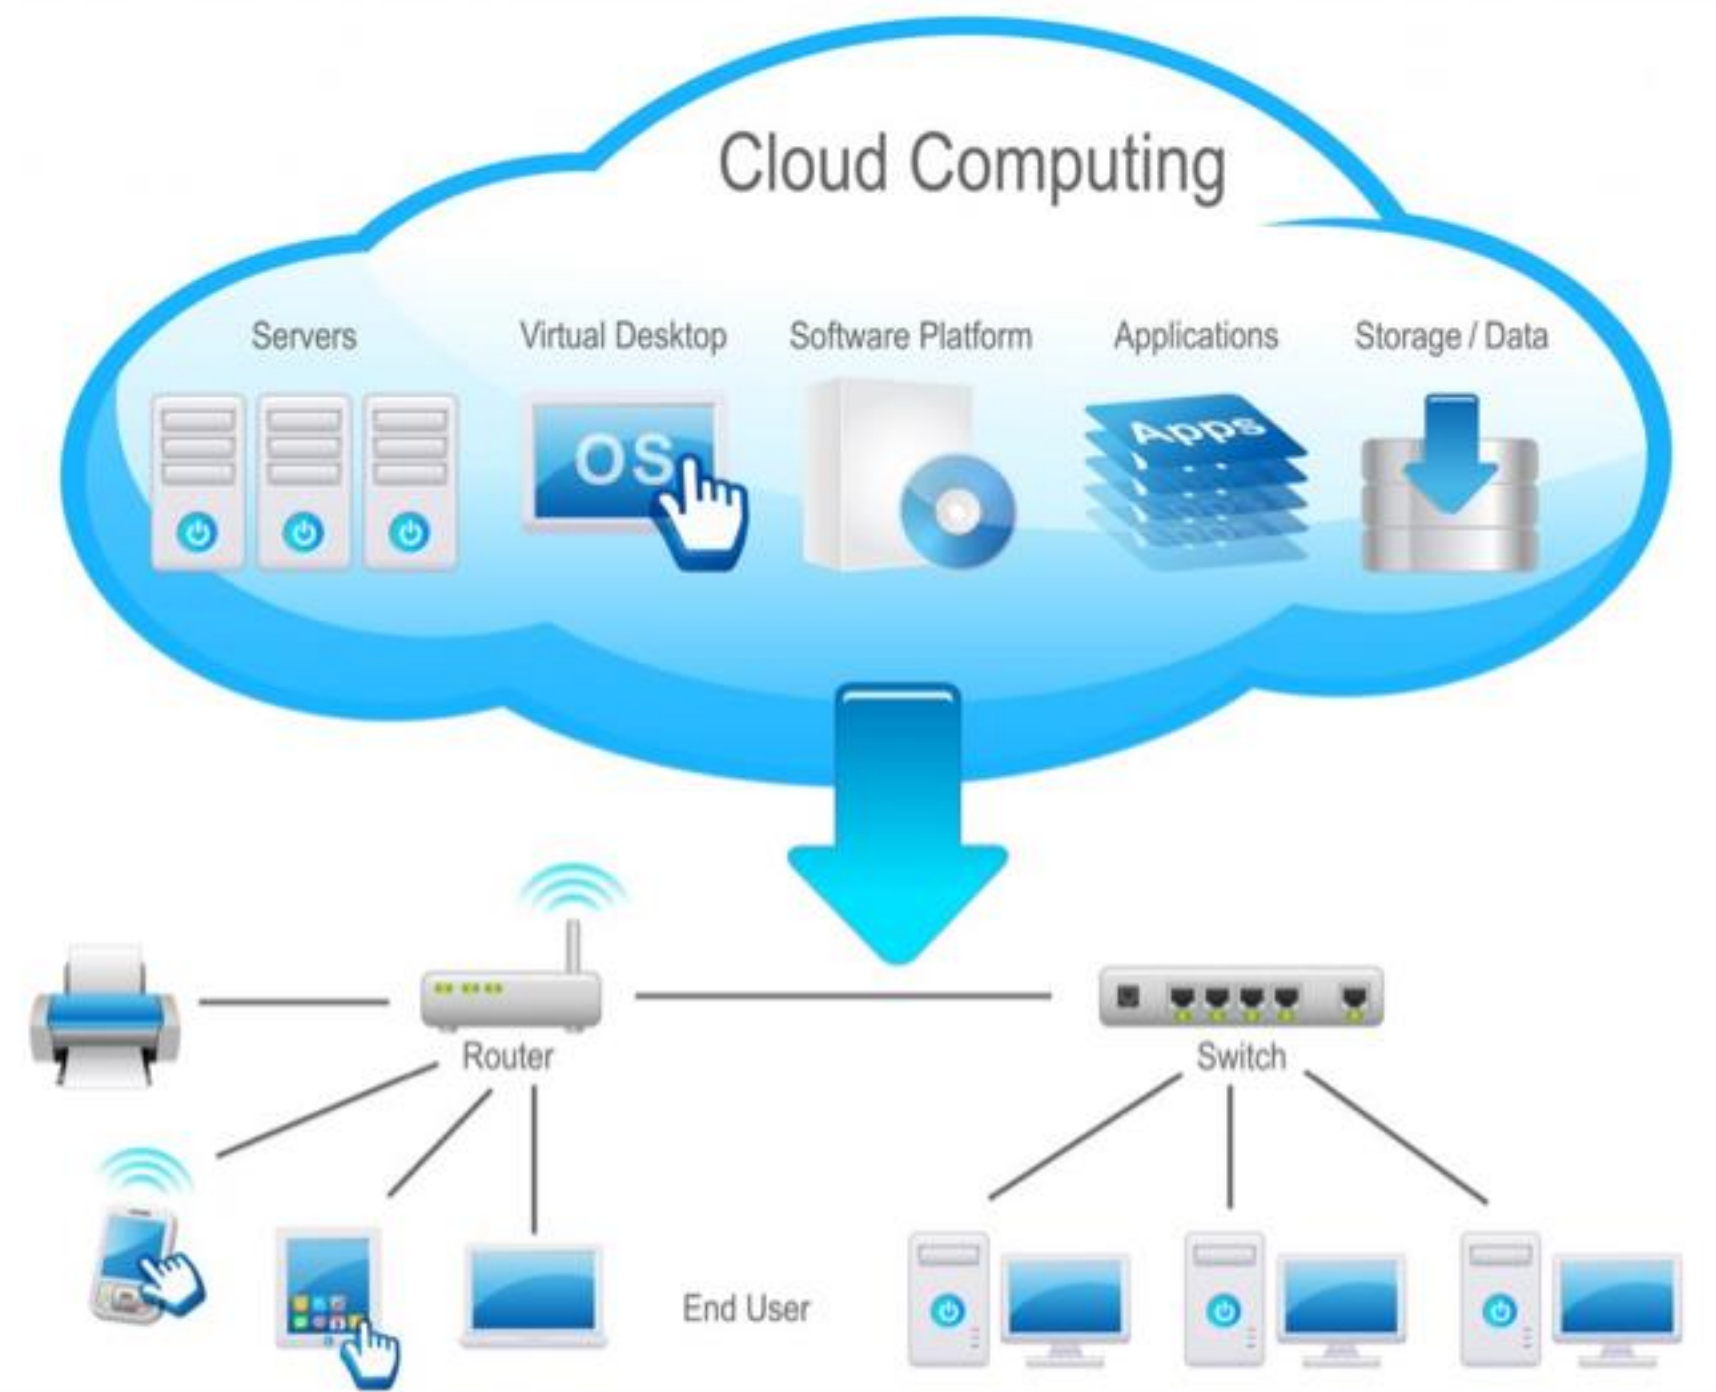 Cloud Computing
Servers
Virtual Desktop
Software Platform
Applications
Storage / Data
OS
Apps
Router
Switch
End User